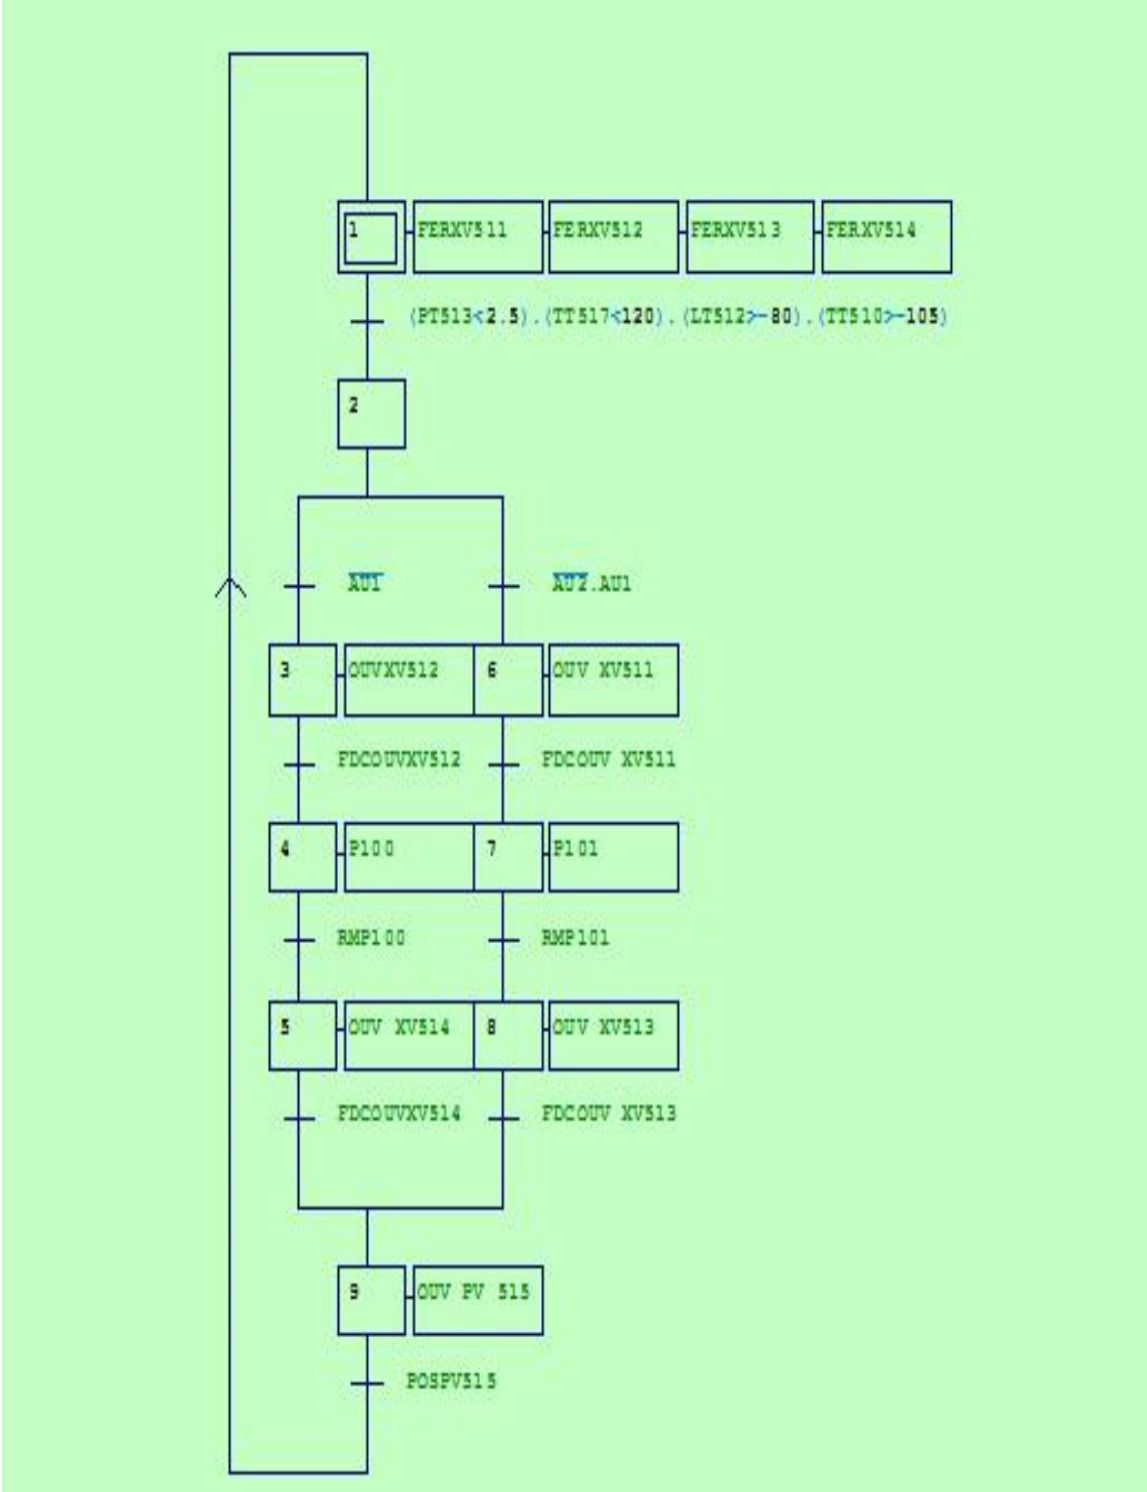 1 FERXV511 FERXV512 FERXV513 FERXV514
(PT513<2.5).(TT517<120).(LT512>-80).(TT510>-105)
2
A̅U̅1̅ A̅U̅2̅.AU1
3 OUVXV512 6 OUV XV511
FDCOUVXV512 FDCOUV XV511
4 P100 7 P101
RMP100 RMP101
5 OUV XV514 8 OUV XV513
FDCOUVXV514 FDCOUV XV513
9 OUV PV 515
POSPV515